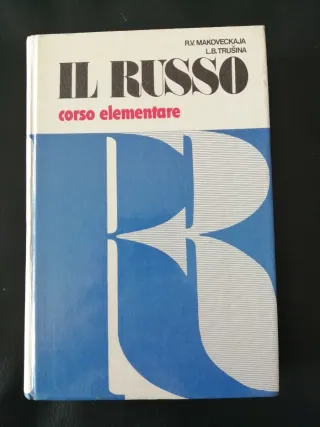 R.V. MAKOVECKAJA
L.B. TRUŠINA
IL RUSSO
corso elementare